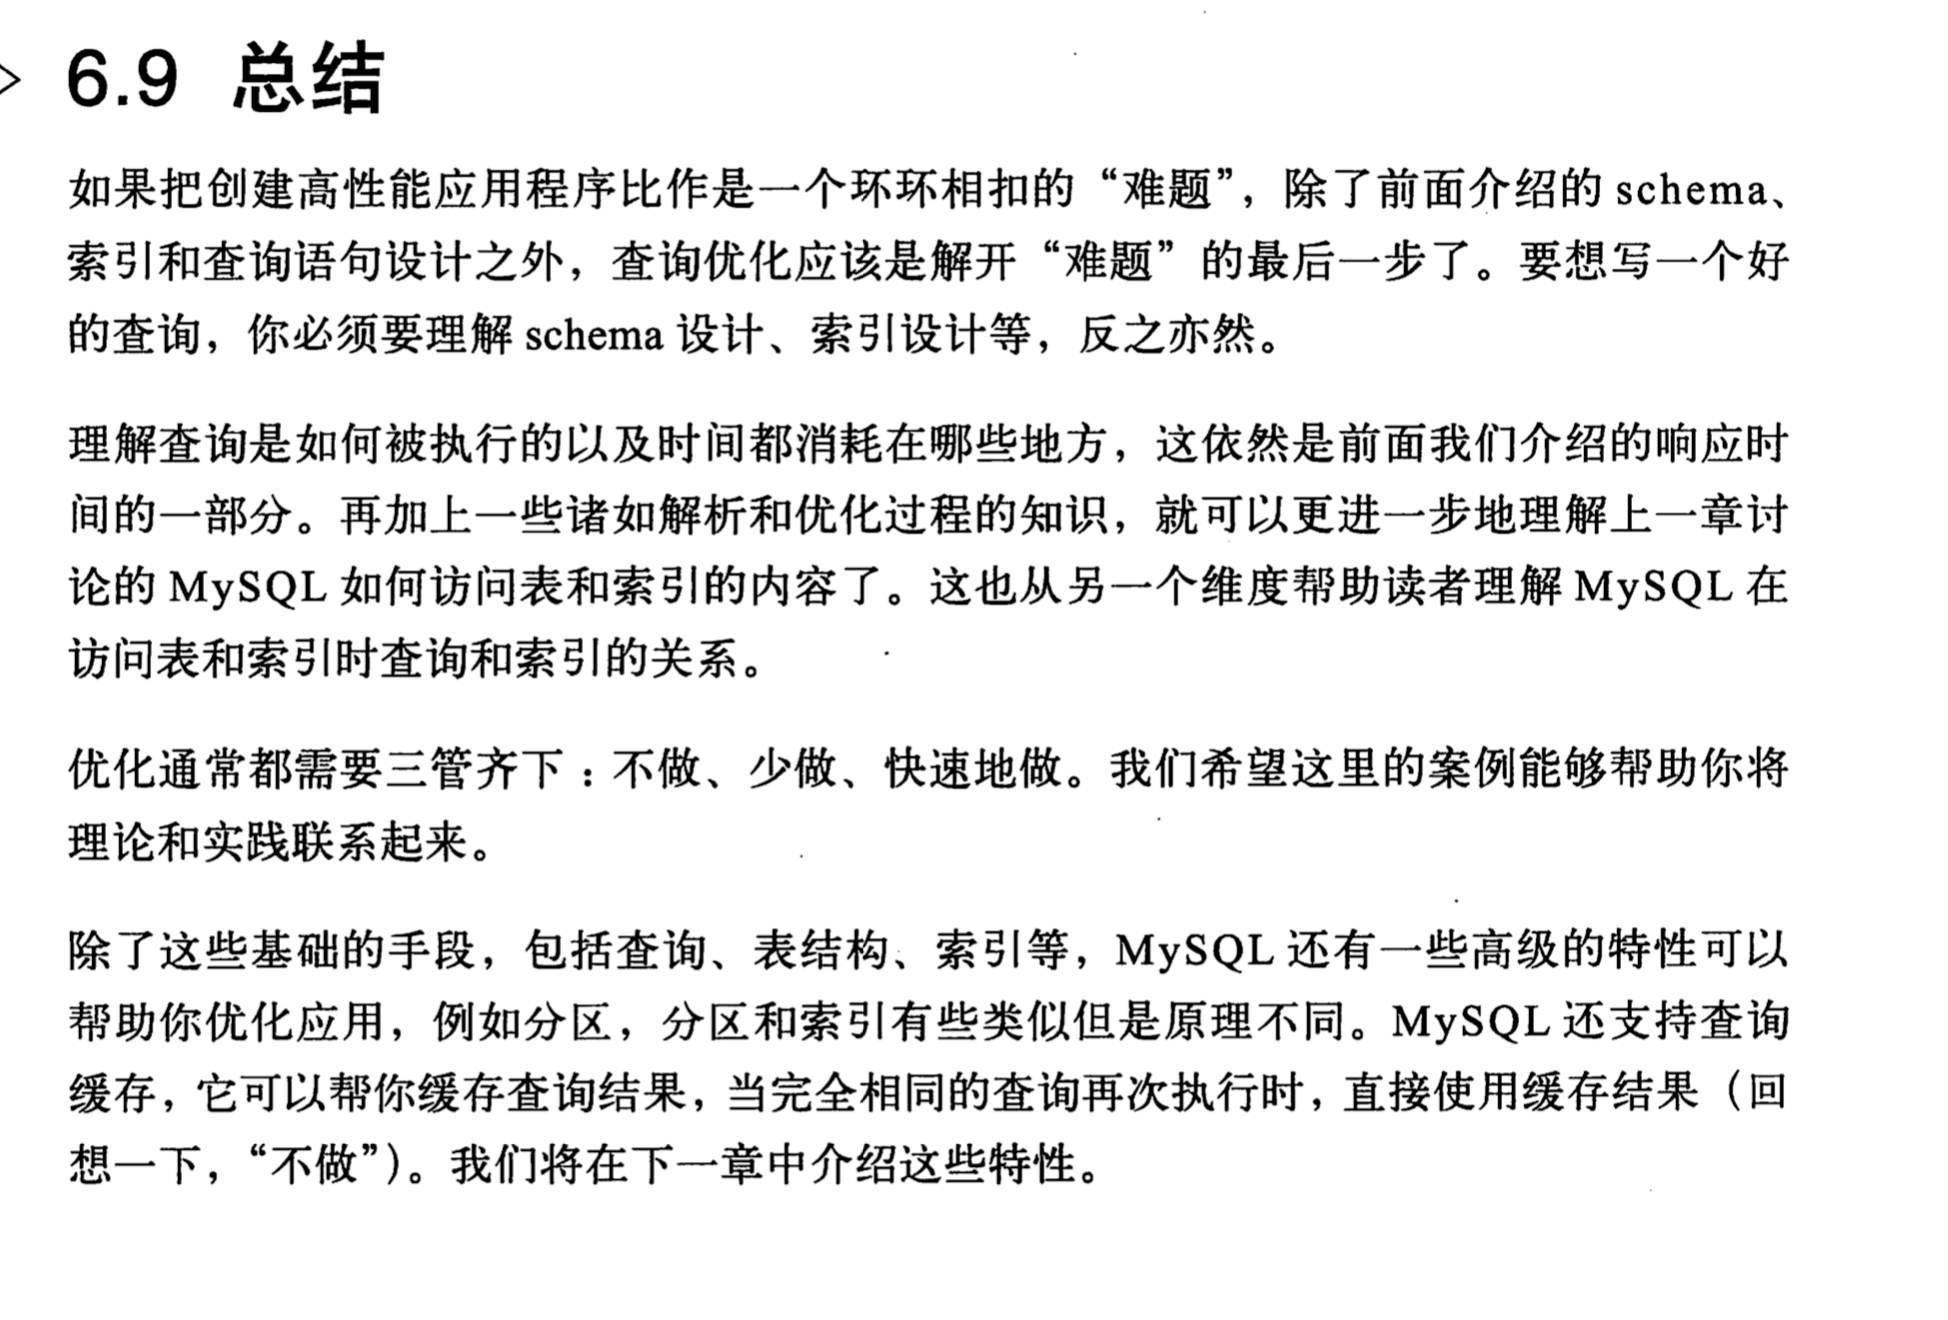 6.9 总结
如果把创建高性能应用程序比作是一个环环相扣的“难题”，除了前面介绍的 schema、
索引和查询语句设计之外，查询优化应该是解开“难题”的最后一步了。要想写一个好
的查询，你必须要理解 schema 设计、索引设计等，反之亦然。
理解查询是如何被执行的以及时间都消耗在哪些地方，这依然是前面我们介绍的响应时
间的一部分。再加上一些诸如解析和优化过程的知识，就可以更进一步地理解上一章讨
论的 MySQL 如何访问表和索引的内容了。这也从另一个维度帮助读者理解 MySQL 在
访问表和索引时查询和索引的关系。
优化通常都需要三管齐下：不做、少做、快速地做。我们希望这里的案例能够帮助你将
理论和实践联系起来。
除了这些基础的手段，包括查询、表结构、索引等，MySQL 还有一些高级的特性可以
帮助你优化应用，例如分区，分区和索引有些类似但是原理不同。MySQL 还支持查询
缓存，它可以帮你缓存查询结果，当完全相同的查询再次执行时，直接使用缓存结果（回
想一下，“不做”）。我们将在下一章中介绍这些特性。